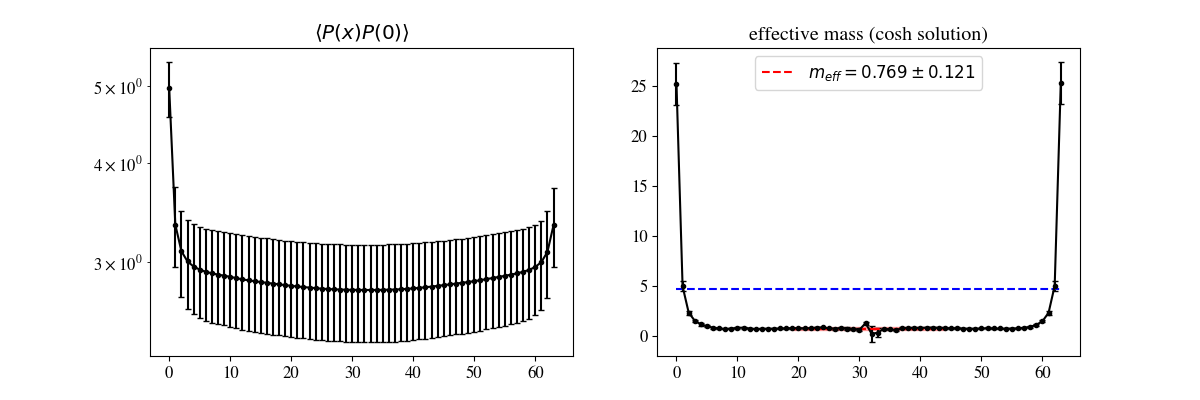 ⟨P(x)P(0)⟩
5 × 10⁰
4 × 10⁰
3 × 10⁰
0 10 20 30 40 50 60
effective mass (cosh solution)
m_eff = 0.769 ± 0.121
25
20
15
10
5
0
0 10 20 30 40 50 60